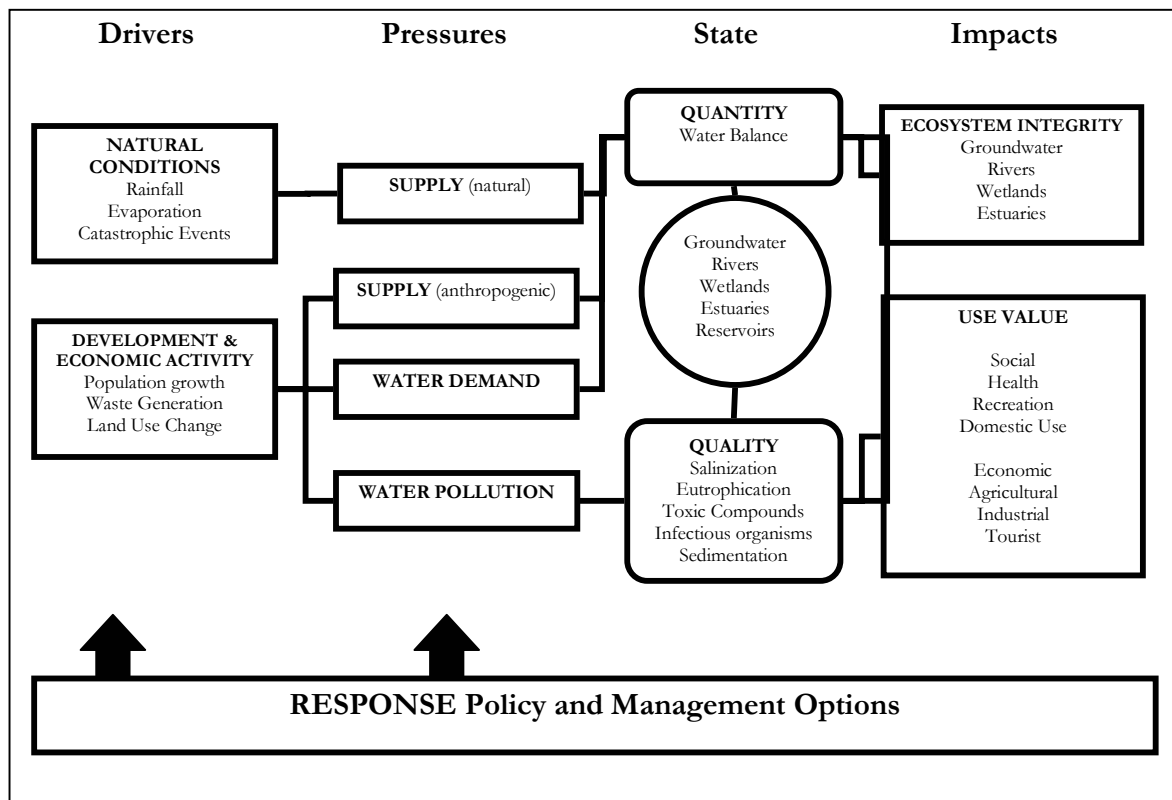 Drivers
Pressures
State
Impacts
NATURAL
CONDITIONS
Rainfall
Evaporation
Catastrophic Events
DEVELOPMENT &
ECONOMIC ACTIVITY
Population growth
Waste Generation
Land Use Change
SUPPLY (natural)
SUPPLY (anthropogenic)
WATER DEMAND
WATER POLLUTION
QUANTITY
Water Balance
Groundwater
Rivers
Wetlands
Estuaries
Reservoirs
QUALITY
Salinization
Eutrophication
Toxic Compounds
Infectious organisms
Sedimentation
ECOSYSTEM INTEGRITY
Groundwater
Rivers
Wetlands
Estuaries
USE VALUE
Social
Health
Recreation
Domestic Use
Economic
Agricultural
Industrial
Tourist
RESPONSE Policy and Management Options